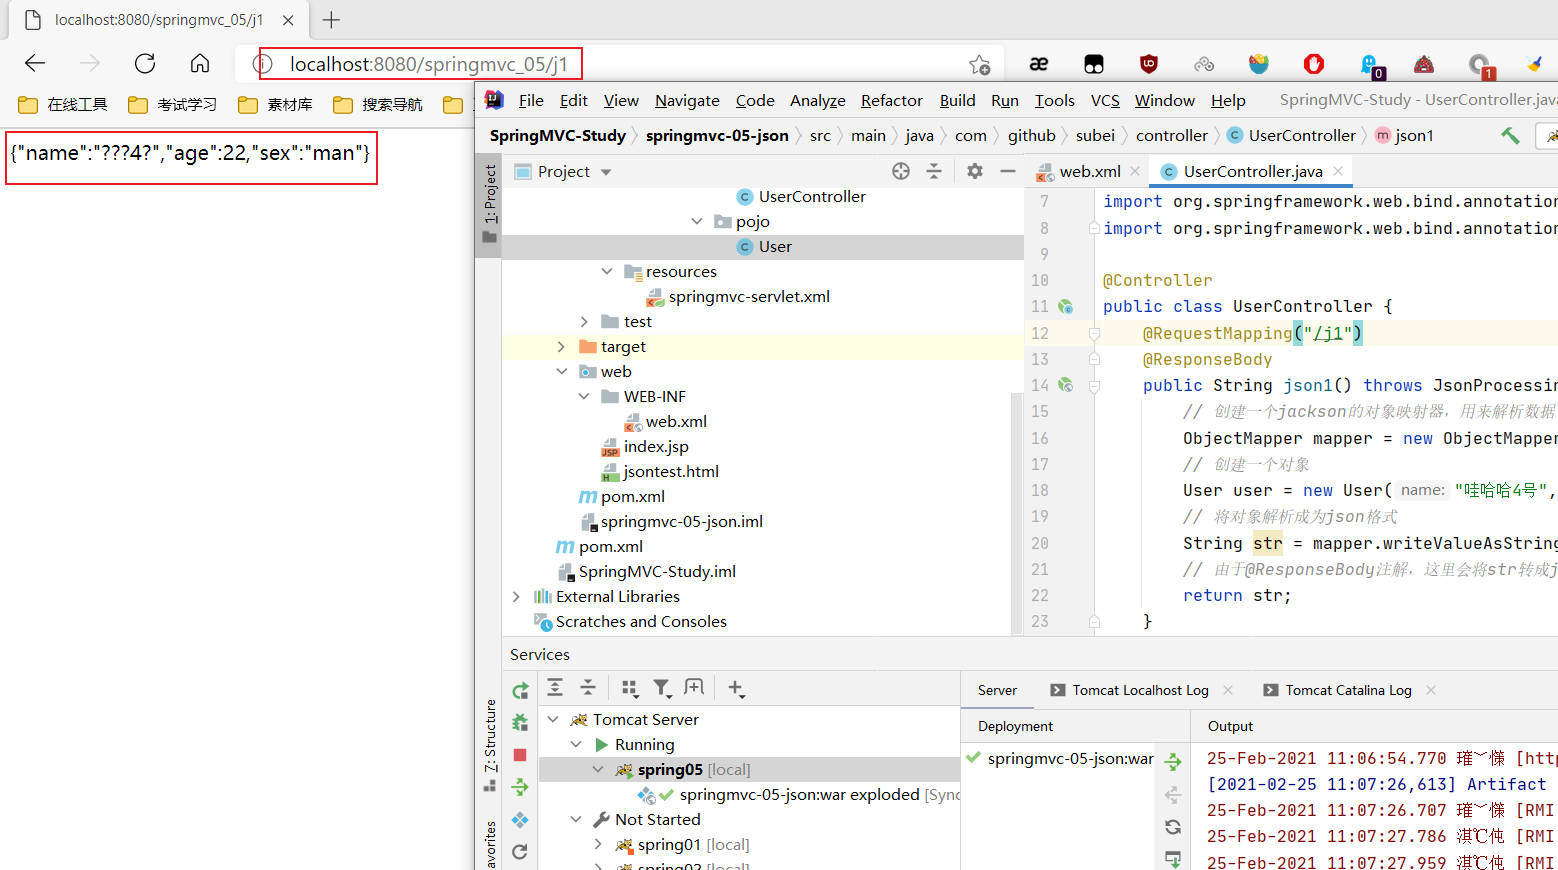 localhost:8080/springmvc_05/j1
localhost:8080/springmvc_05/j1
0
1
在线工具
考试学习
素材库
搜索导航
{"name":"???4?","age":22,"sex":"man"}
File Edit View Navigate Code Analyze Refactor Build Run Tools VCS Window Help SpringMVC-Study - UserController.java
SpringMVC-Study springmvc-05-json src main java com github subei controller UserController json1
1: Project
Project
UserController
pojo
User
resources
springmvc-servlet.xml
test
target
web
WEB-INF
web.xml
index.jsp
jsontest.html
pom.xml
springmvc-05-json.iml
pom.xml
SpringMVC-Study.iml
External Libraries
Scratches and Consoles
web.xml UserController.java
7 import org.springframework.web.bind.annotation
8 import org.springframework.web.bind.annotation
9
10 @Controller
11 public class UserController {
12 @RequestMapping("/j1")
13 @ResponseBody
14 public String json1() throws JsonProcessin
15 // 创建一个jackson的对象映射器，用来解析数据
16 ObjectMapper mapper = new ObjectMapper
17 // 创建一个对象
18 User user = new User( name: "哇哈哈4号",
19 // 将对象解析成为json格式
20 String str = mapper.writeValueAsString
21 // 由于@ResponseBody注解，这里会将str转成j
22 return str;
23 }
Services
7: Structure
avorites
Tomcat Server
Running
spring05 [local]
springmvc-05-json:war exploded [Sync
Not Started
spring01 [local]
spring02 [local]
Server Tomcat Localhost Log Tomcat Catalina Log
Deployment Output
springmvc-05-json:war
25-Feb-2021 11:06:54.770 [http
[2021-02-25 11:07:26,613] Artifact
25-Feb-2021 11:07:26.707 [RMI
25-Feb-2021 11:07:27.786 淇℃伅 [RMI
25-Feb-2021 11:07:27.959 淇℃伅 [RMI